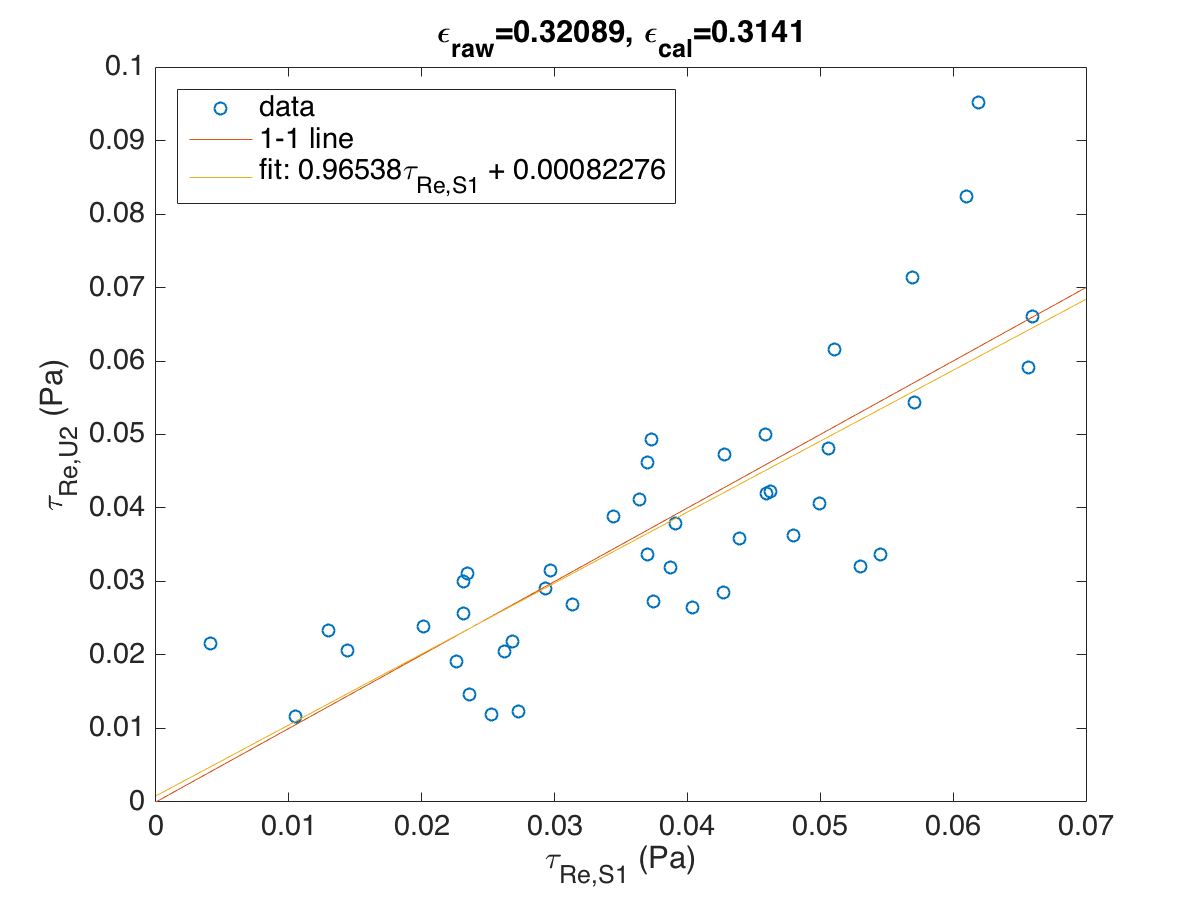 ϵraw=0.32089, ϵcal=0.3141
0.1
0.09
0.08
0.07
0.06
0.05
0.04
0.03
0.02
0.01
0
data
1-1 line
fit: 0.96538τRe,S1 + 0.00082276
τRe,U2 (Pa)
0 0.01 0.02 0.03 0.04 0.05 0.06 0.07
τRe,S1 (Pa)